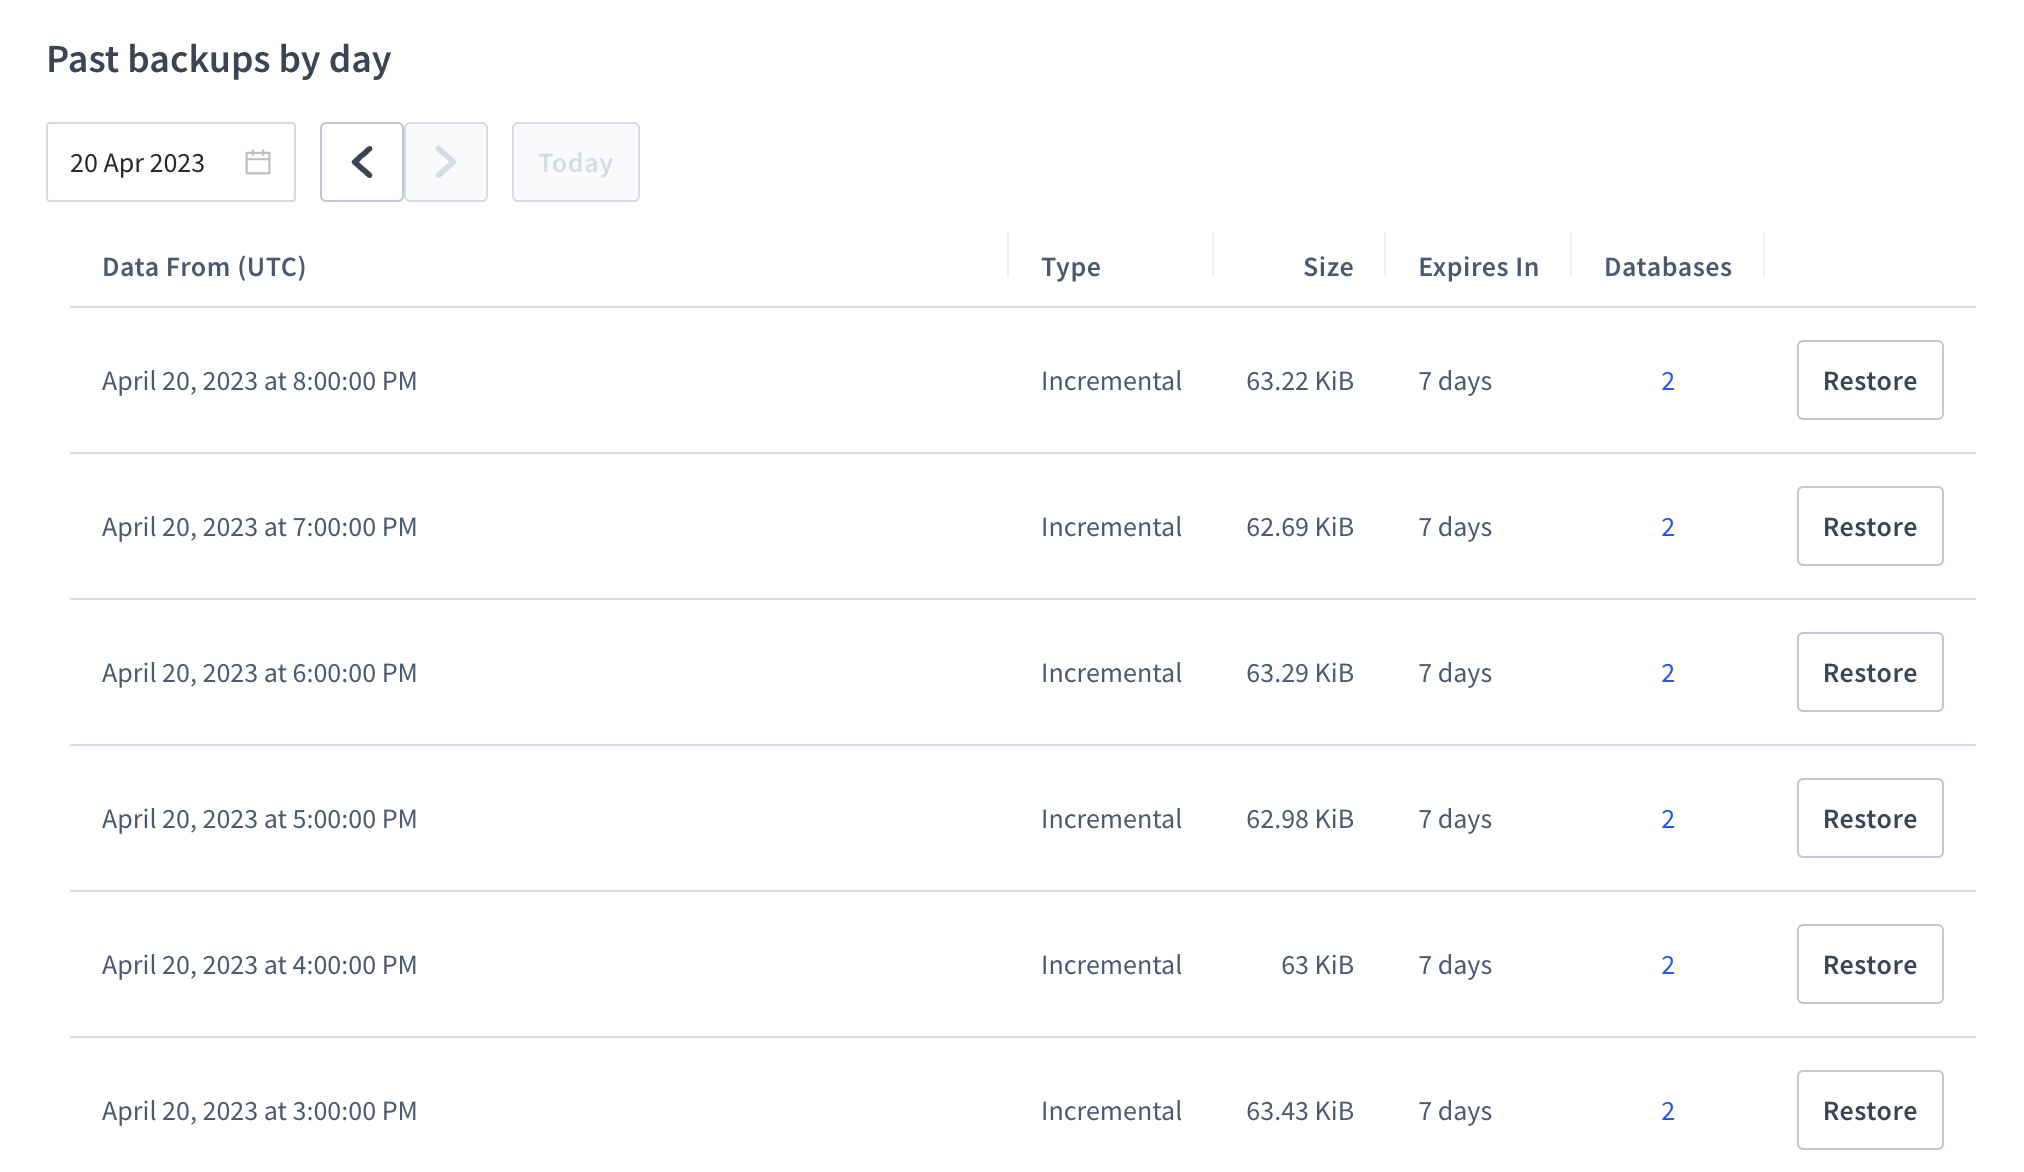 Past backups by day
20 Apr 2023 Today
Data From (UTC) Type Size Expires In Databases
April 20, 2023 at 8:00:00 PM Incremental 63.22 KiB 7 days 2 Restore
April 20, 2023 at 7:00:00 PM Incremental 62.69 KiB 7 days 2 Restore
April 20, 2023 at 6:00:00 PM Incremental 63.29 KiB 7 days 2 Restore
April 20, 2023 at 5:00:00 PM Incremental 62.98 KiB 7 days 2 Restore
April 20, 2023 at 4:00:00 PM Incremental 63 KiB 7 days 2 Restore
April 20, 2023 at 3:00:00 PM Incremental 63.43 KiB 7 days 2 Restore